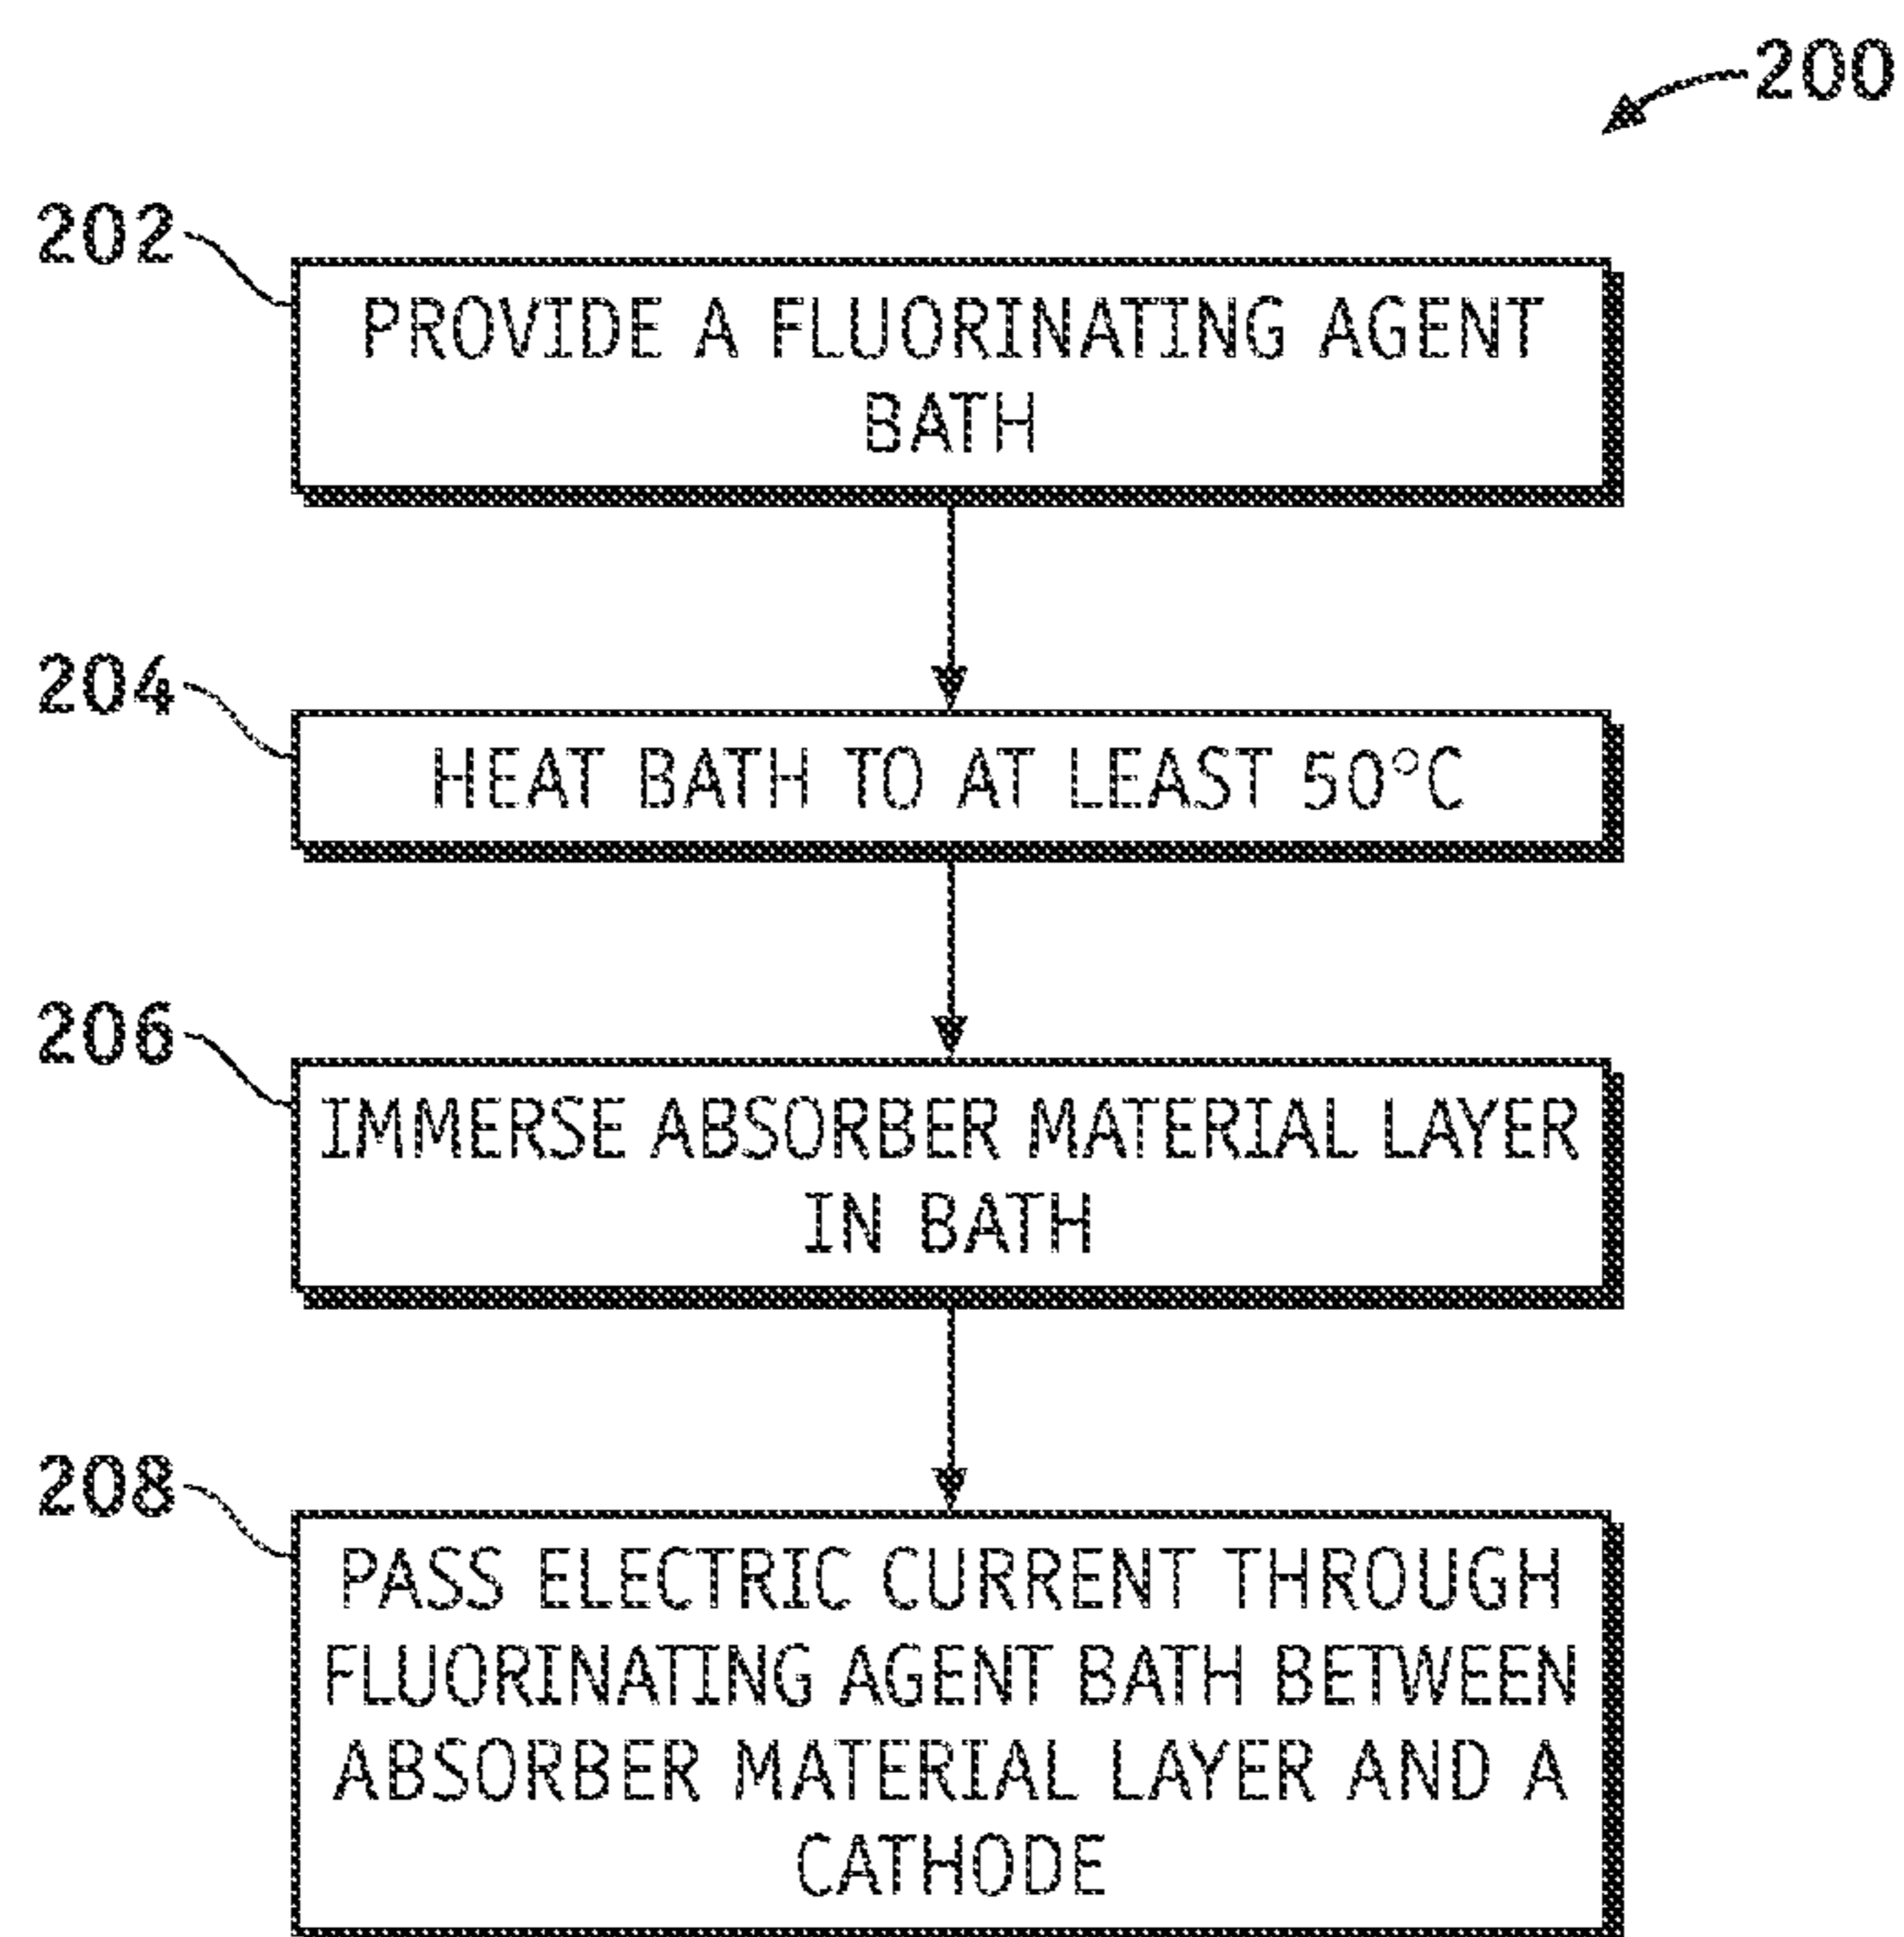 200
202
PROVIDE A FLUORINATING AGENT
BATH
204
HEAT BATH TO AT LEAST 50°C
206
IMMERSE ABSORBER MATERIAL LAYER
IN BATH
208
PASS ELECTRIC CURRENT THROUGH
FLUORINATING AGENT BATH BETWEEN
ABSORBER MATERIAL LAYER AND A
CATHODE